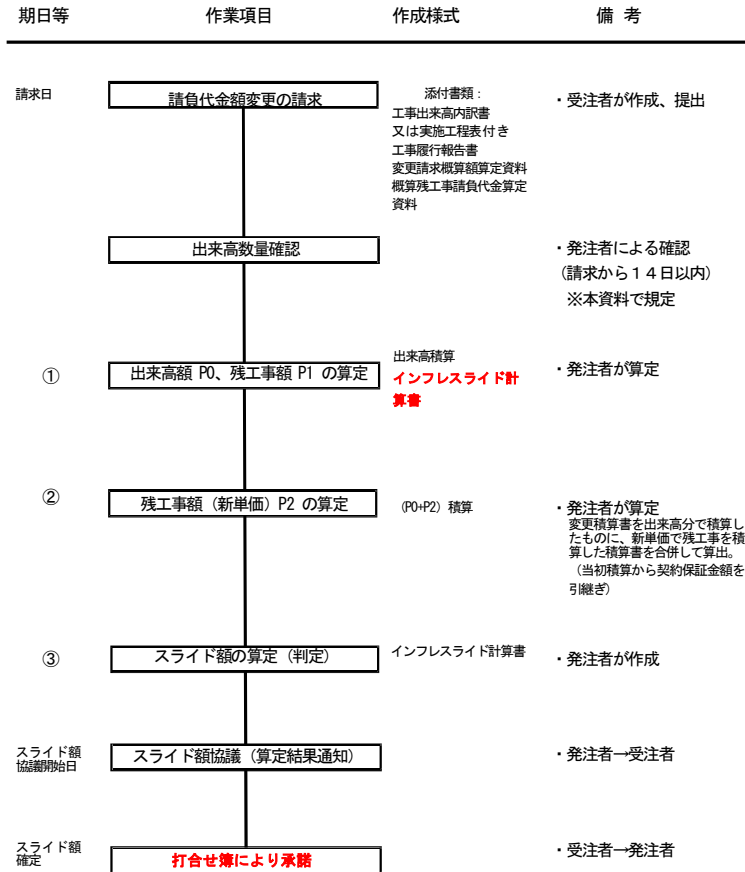 期日等 作業項目 作成様式 備 考
請求日
請負代金額変更の請求
添付書類：
工事出来高内訳書
又は実施工程表付き
工事履行報告書
変更請求概算額算定資料
概算残工事請負代金算定
資料
・受注者が作成、提出
出来高数量確認
・発注者による確認
（請求から１４日以内）
※本資料で規定
①
出来高額 P0、残工事額 P1 の算定
出来高積算
インフレスライド計
算書
・発注者が算定
②
残工事額（新単価）P2 の算定
(P0+P2) 積算
・発注者が算定
変更積算書を出来高分で積算し
たものに、新単価で残工事を積
算した積算書を合併して算出。
（当初積算から契約保証金額を
引継ぎ）
③
スライド額の算定（判定）
インフレスライド計算書
・発注者が作成
スライド額
協議開始日
スライド額協議（算定結果通知）
・発注者→受注者
スライド額
確定
打合せ簿により承諾
・受注者→発注者